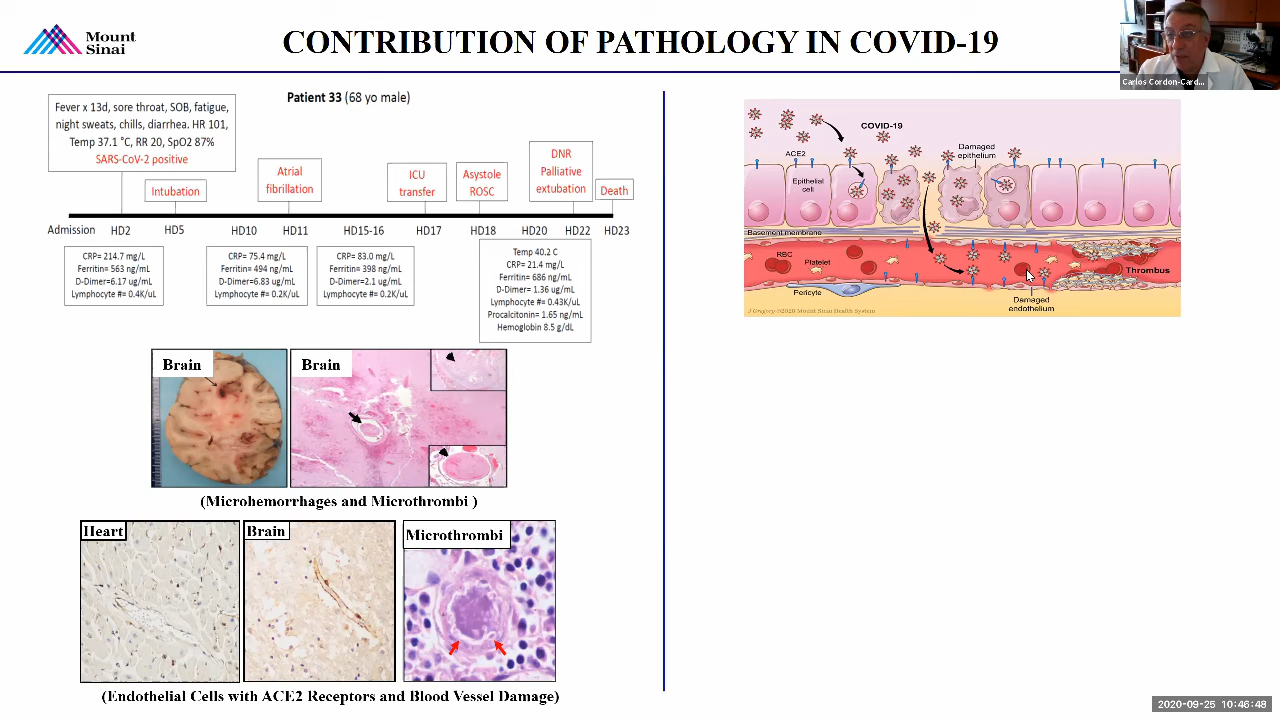 Mount
Sinai
CONTRIBUTION OF PATHOLOGY IN COVID-19
Carlos Cordon-Card...
Patient 33 (68 yo male)
Fever x 13d, sore throat, SOB, fatigue,
night sweats, chills, diarrhea. HR 101,
Temp 37.1 °C, RR 20, SpO2 87%
SARS-CoV-2 positive
Intubation
Atrial
fibrillation
ICU
transfer
Asystole
ROSC
DNR
Palliative
extubation
Death
Admission HD2 HD5 HD10 HD11 HD15-16 HD17 HD18 HD20 HD22 HD23
CRP= 214.7 mg/L
Ferritin= 563 ng/mL
D-Dimer=6.17 ug/mL
Lymphocyte #= 0.4K/uL
CRP= 75.4 mg/L
Ferritin= 494 ng/mL
D-Dimer=6.83 ug/mL
Lymphocyte #= 0.2K/uL
CRP= 83.0 mg/L
Ferritin= 398 ng/mL
D-Dimer=2.1 ug/mL
Lymphocyte #= 0.2K/uL
Temp 40.2 C
CRP= 21.4 mg/L
Ferritin= 686 ng/mL
D-Dimer= 1.36 ug/mL
Lymphocyte #= 0.43K/uL
Procalcitonin= 1.65 ng/mL
Hemoglobin 8.5 g/dL
Brain
Brain
(Microhemorrhages and Microthrombi )
Heart
Brain
Microthrombi
(Endothelial Cells with ACE2 Receptors and Blood Vessel Damage)
COVID-19
ACE2
Damaged
epithelium
Epithelial
cell
Basement membrane
RBC
Platelet
Thrombus
Pericyte
Damaged
endothelium
J Gregory ©2020 Mount Sinai Health System
2020-09-25 10:46:48